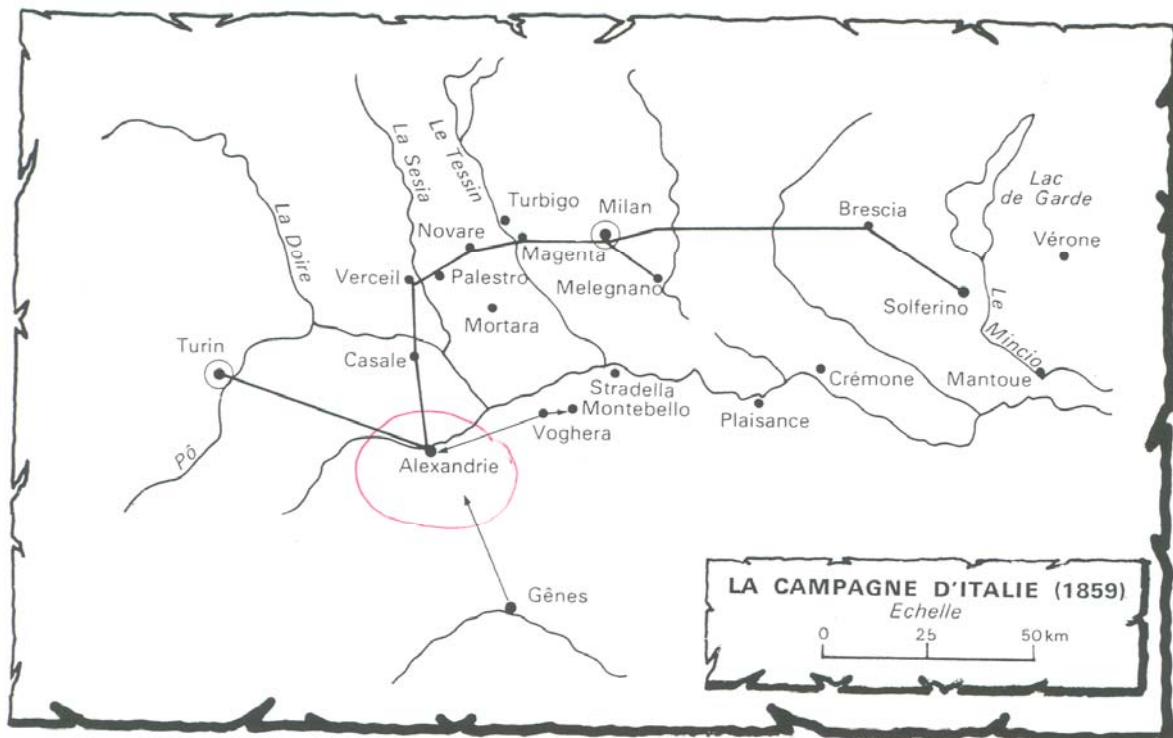 La Doire
La Sesia
Le Tessin
Turbigo
Milan
Novare
Magenta
Brescia
Lac
de Garde
Vérone
Verceil
Palestro
Melegnano
Solferino
Mortara
Le Mincio
Turin
Casale
Stradella
Crémone
Mantoue
Montebello
Plaisance
Voghera
Pô
Alexandrie
Gênes
LA CAMPAGNE D'ITALIE (1859)
Echelle
0 25 50 km